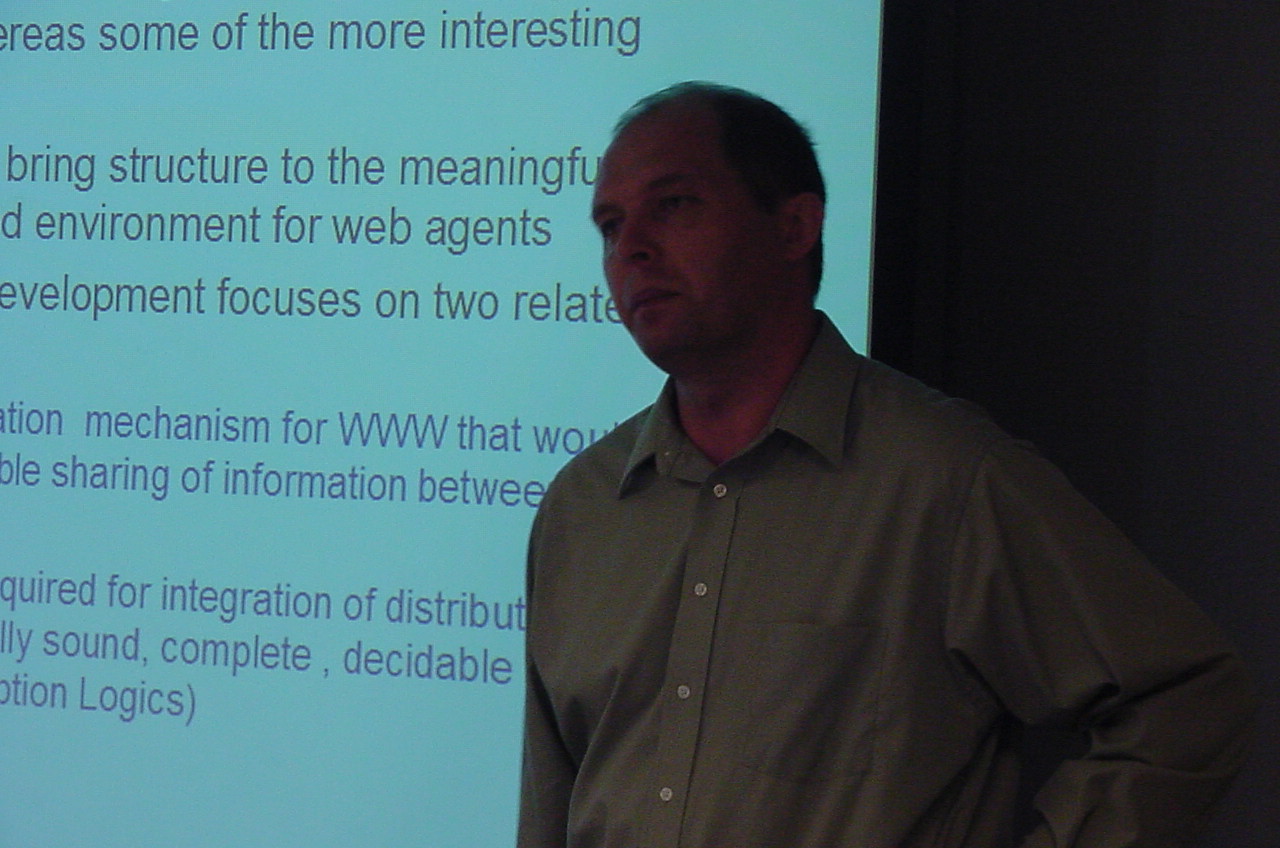 ereas some of the more interesting
bring structure to the meaningfu
d environment for web agents
evelopment focuses on two relate
ation mechanism for WWW that wou
ble sharing of information betwee
quired for integration of distribut
lly sound, complete , decidable
ption Logics)